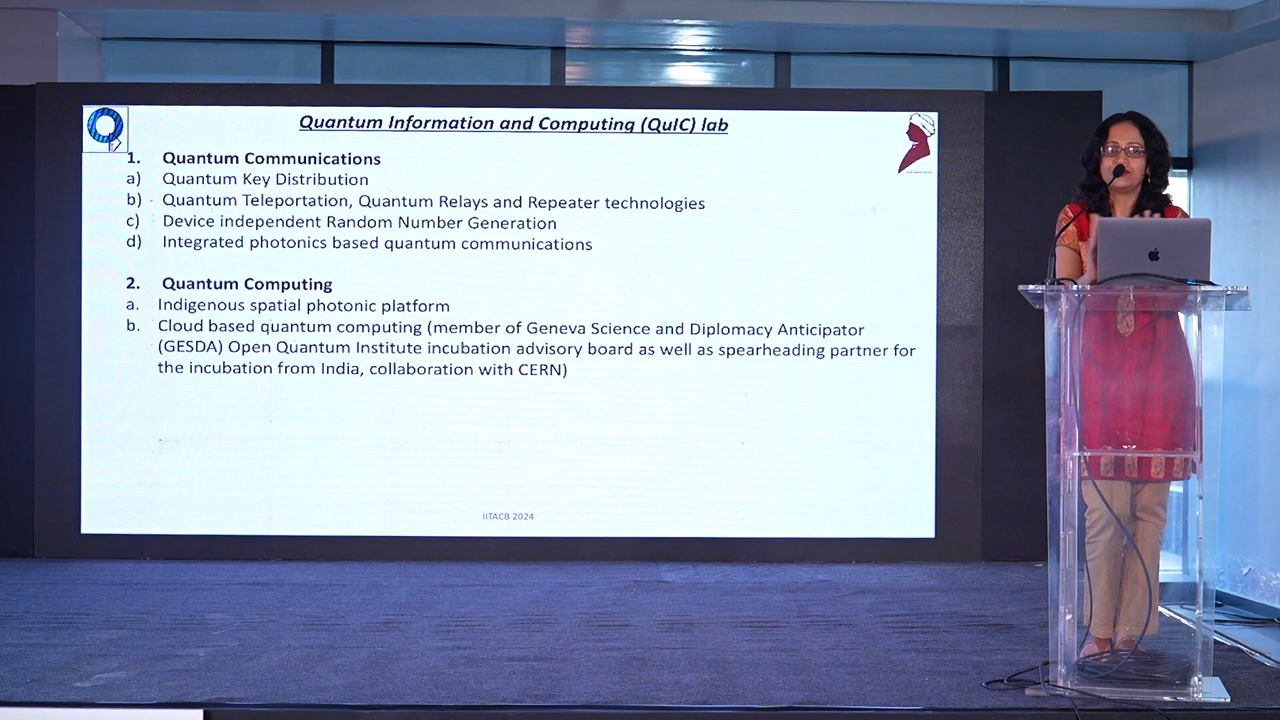 Quantum Information and Computing (QuIC) lab
1. Quantum Communications
a) Quantum Key Distribution
b) Quantum Teleportation, Quantum Relays and Repeater technologies
c) Device independent Random Number Generation
d) Integrated photonics based quantum communications
2. Quantum Computing
a. Indigenous spatial photonic platform
b. Cloud based quantum computing (member of Geneva Science and Diplomacy Anticipator
(GESDA) Open Quantum Institute incubation advisory board as well as spearheading partner for
the incubation from India, collaboration with CERN)
IITACB 2024